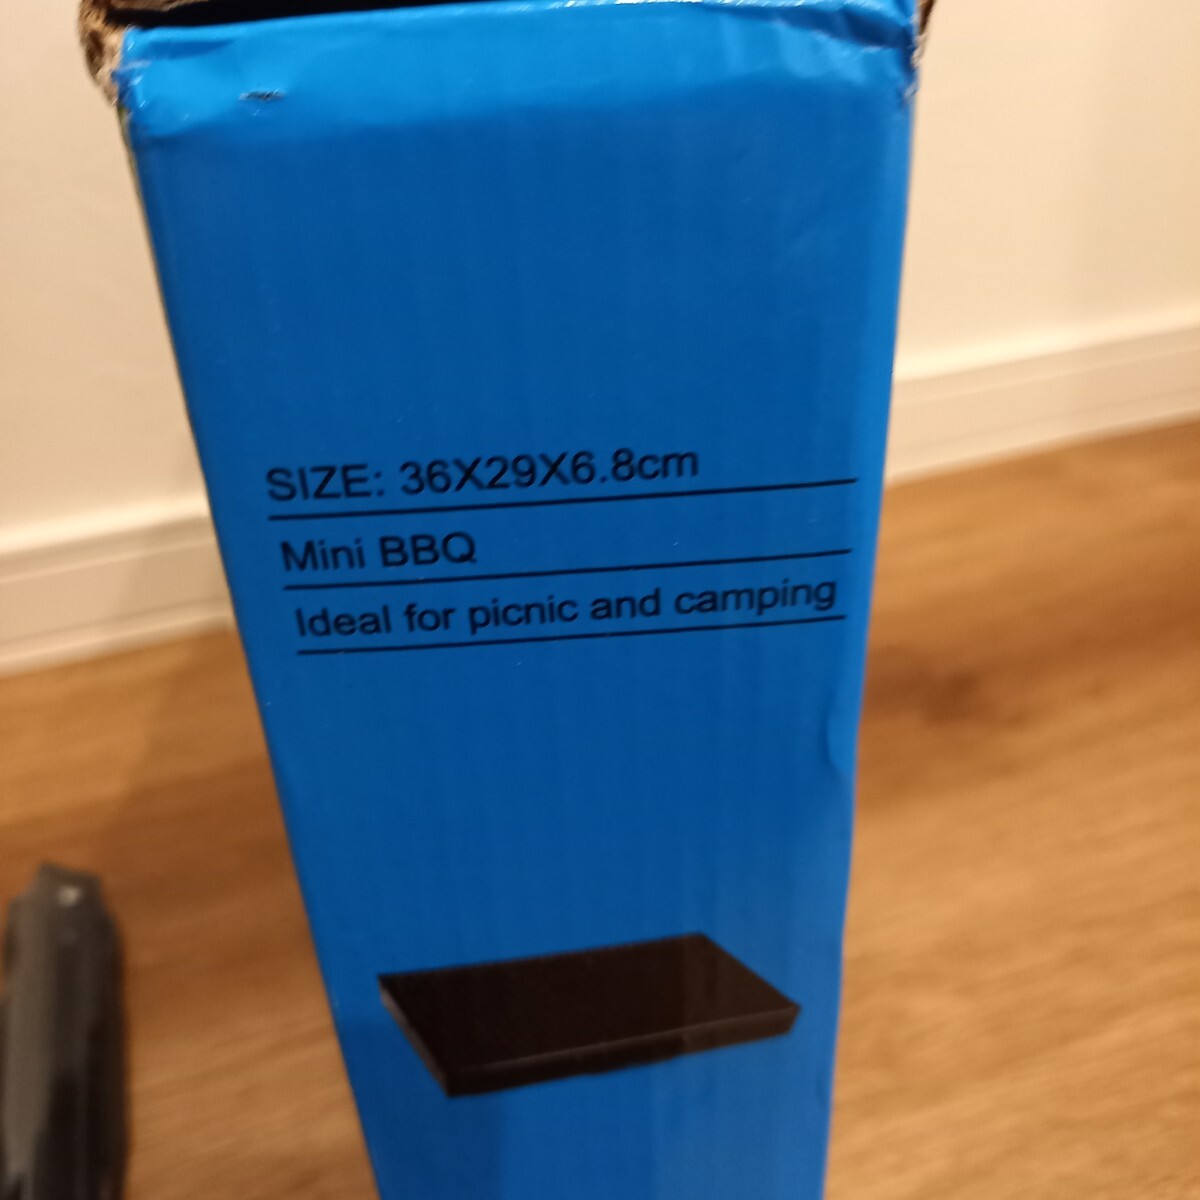 SIZE: 36X29X6.8cm
Mini BBQ
Ideal for picnic and camping